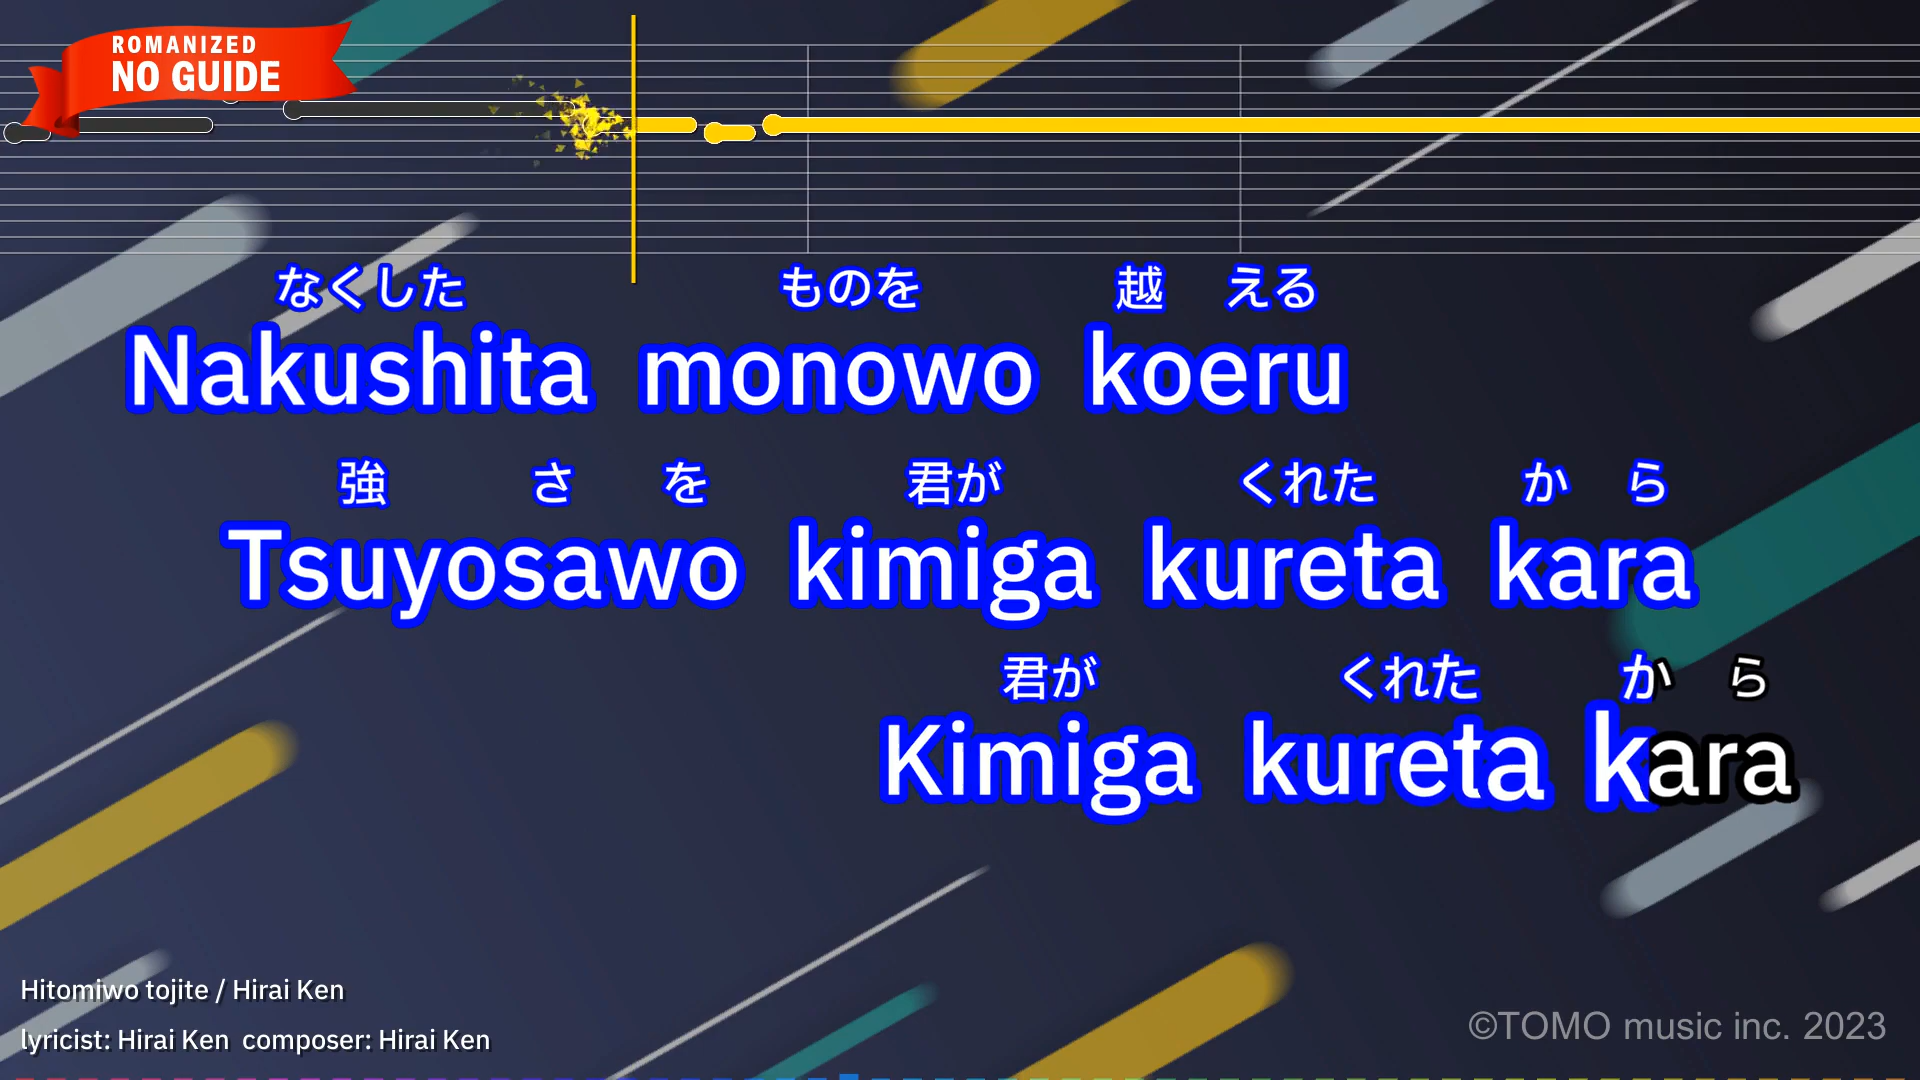 ROMANIZED
NO GUIDE
なくした ものを 越 える
Nakushita monowo koeru
強 さ を 君が くれた か ら
Tsuyosawo kimiga kureta kara
君が くれた か ら
Kimiga kureta kara
Hitomiwo tojite / Hirai Ken
lyricist: Hirai Ken composer: Hirai Ken
©TOMO music inc. 2023